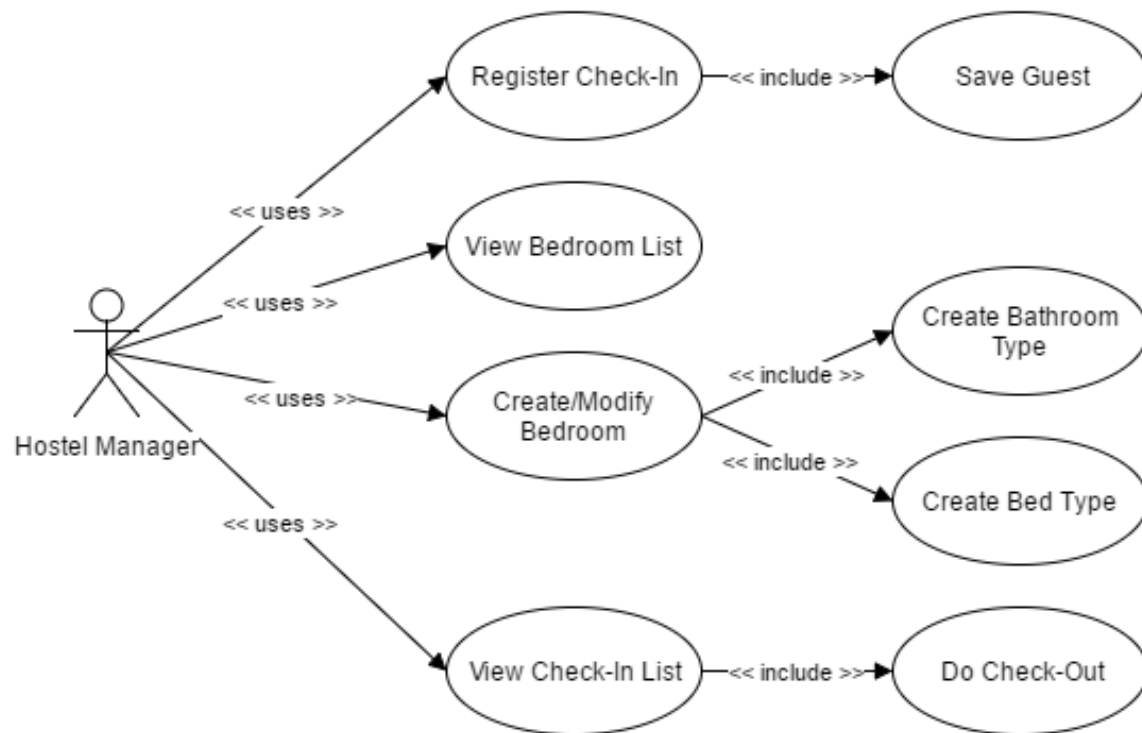 Register Check-In
<< include >>
Save Guest
<< uses >>
View Bedroom List
<< uses >>
Hostel Manager
<< uses >>
Create/Modify
Bedroom
<< include >>
Create Bathroom
Type
<< include >>
Create Bed Type
<< uses >>
View Check-In List
<< include >>
Do Check-Out